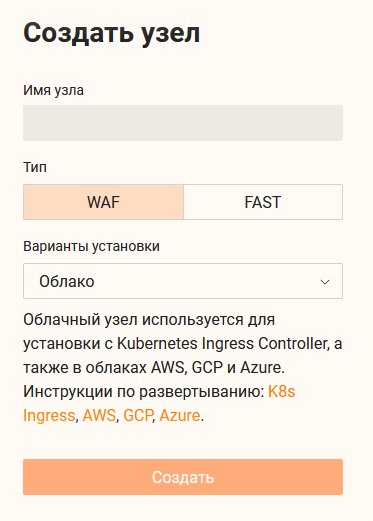 Создать узел
Имя узла
Тип
WAF FAST
Варианты установки
Облако
Облачный узел используется для
установки с Kubernetes Ingress Controller, а
также в облаках AWS, GCP и Azure.
Инструкции по развертыванию: K8s
Ingress, AWS, GCP, Azure.
Создать